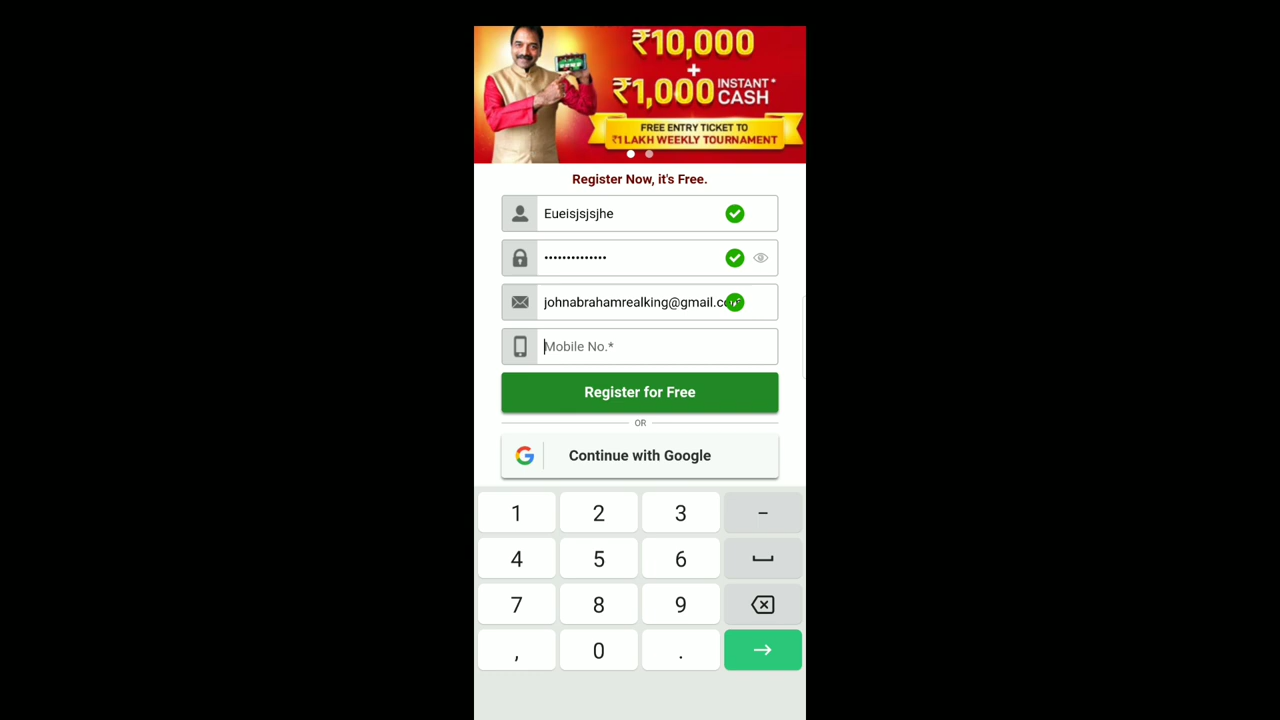 ₹10,000
+
₹1,000 INSTANT* CASH
FREE ENTRY TICKET TO
₹1 LAKH WEEKLY TOURNAMENT
Register Now, it's Free.
Eueisjsjsjhe
••••••••••••••
johnabrahamrealking@gmail.com
Mobile No.*
Register for Free
OR
Continue with Google
1 2 3 –
4 5 6
7 8 9
, 0 .